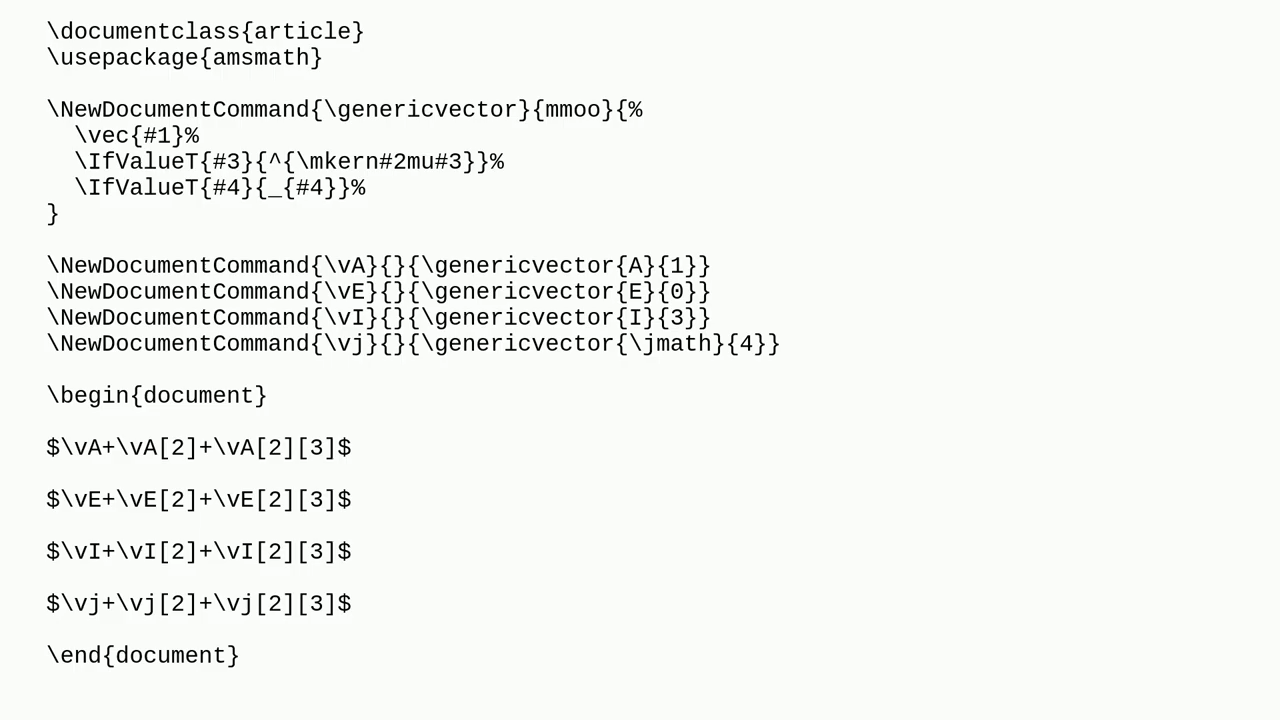 \documentclass{article}
\usepackage{amsmath}

\NewDocumentCommand{\genericvector}{mmoo}{%
  \vec{#1}%
  \IfValueT{#3}{^{\mkern#2mu#3}}%
  \IfValueT{#4}{_{#4}}%
}

\NewDocumentCommand{\vA}{}{\genericvector{A}{1}}
\NewDocumentCommand{\vE}{}{\genericvector{E}{0}}
\NewDocumentCommand{\vI}{}{\genericvector{I}{3}}
\NewDocumentCommand{\vj}{}{\genericvector{\jmath}{4}}

\begin{document}

$\vA+\vA[2]+\vA[2][3]$

$\vE+\vE[2]+\vE[2][3]$

$\vI+\vI[2]+\vI[2][3]$

$\vj+\vj[2]+\vj[2][3]$

\end{document}